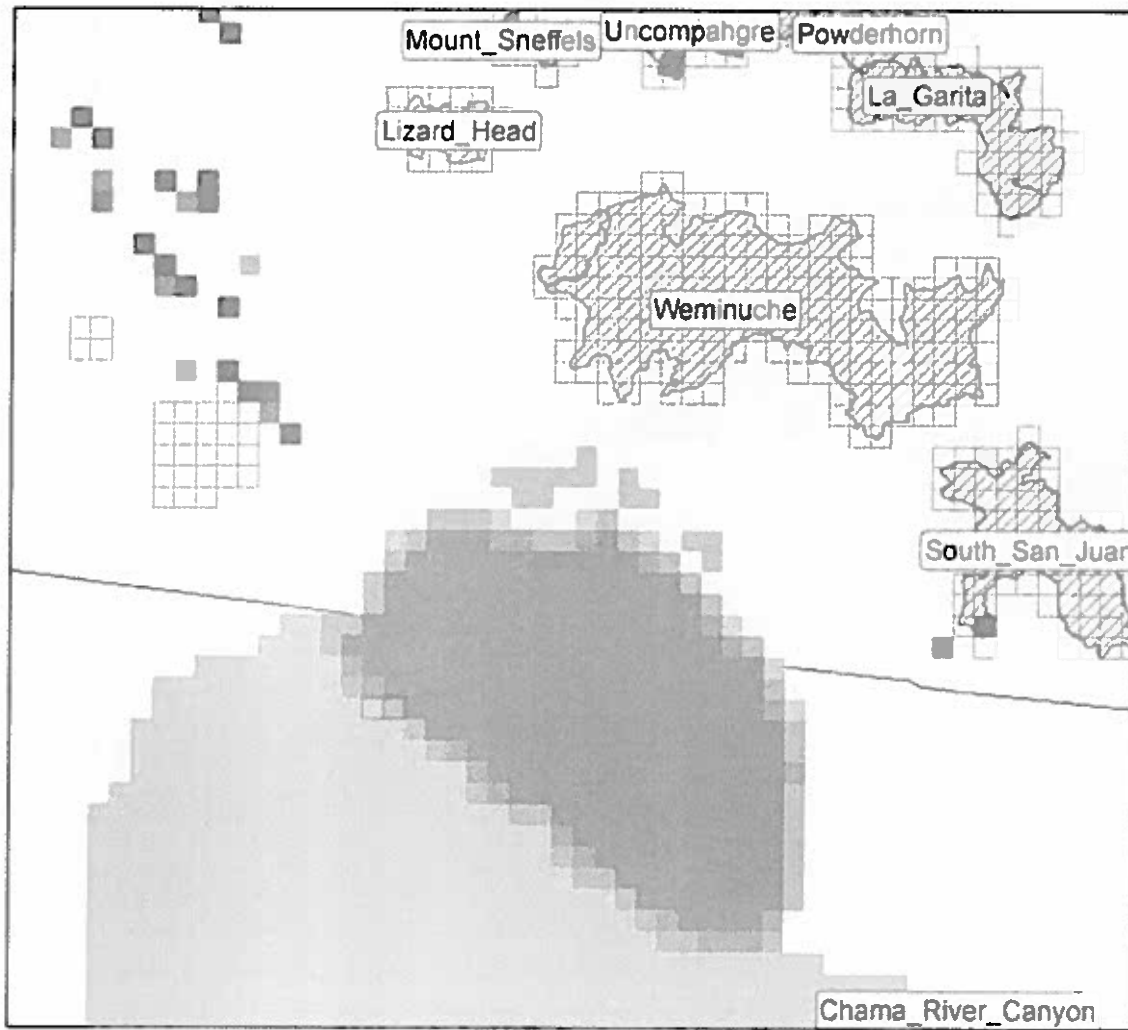 Mount_Sneffels
Uncompahgre
Powderhorn
La_Garita
Lizard_Head
Weminuche
South_San_Juan
Chama_River_Canyon